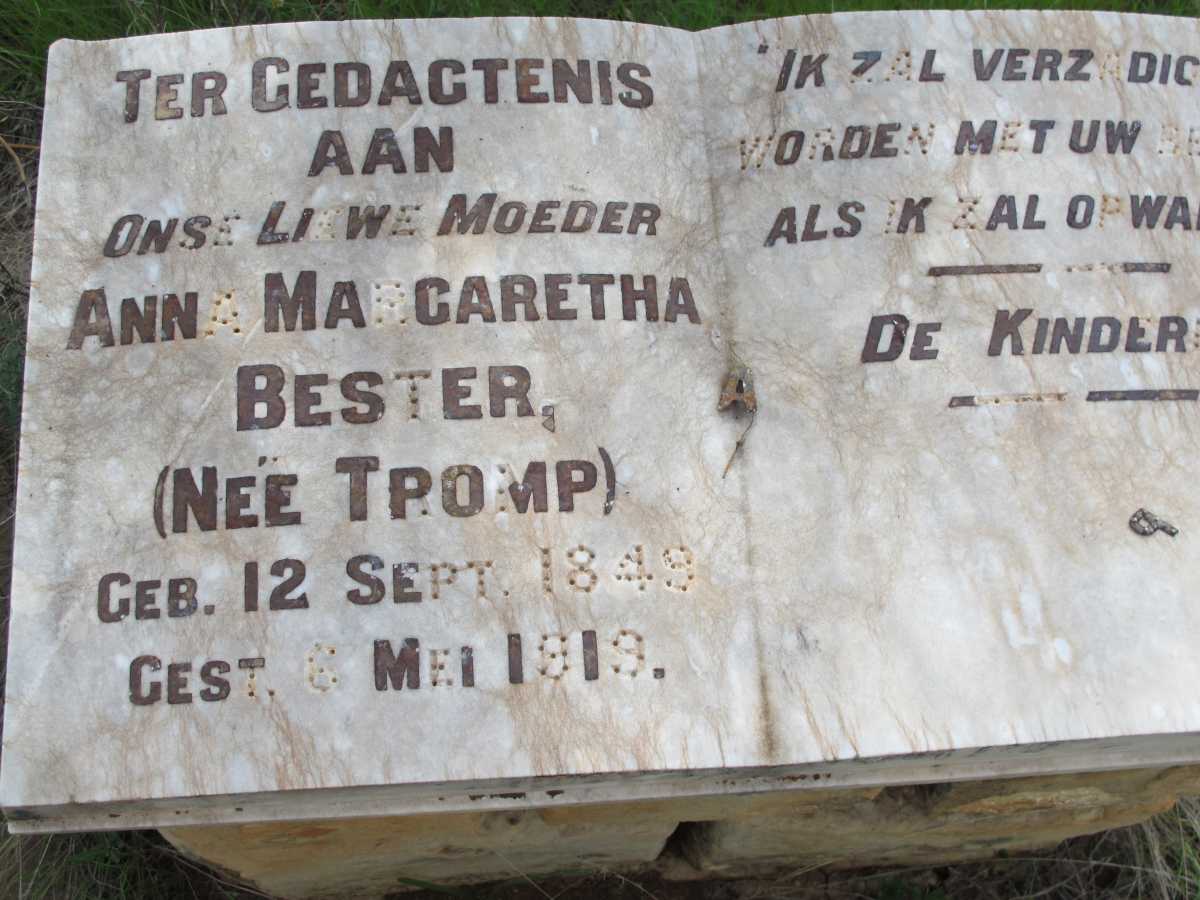 TER GEDACTENIS
AAN
ONSE LIEWE MOEDER
ANNA MARGARETHA
BESTER,
(NEÉ TROMP)
GEB. 12 SEPT. 1849
GEST. 6 MEI 1919.
"IK ZAL VERZADIG
WORDEN MET UW BE
ALS IK ZAL OPWA
DE KINDER